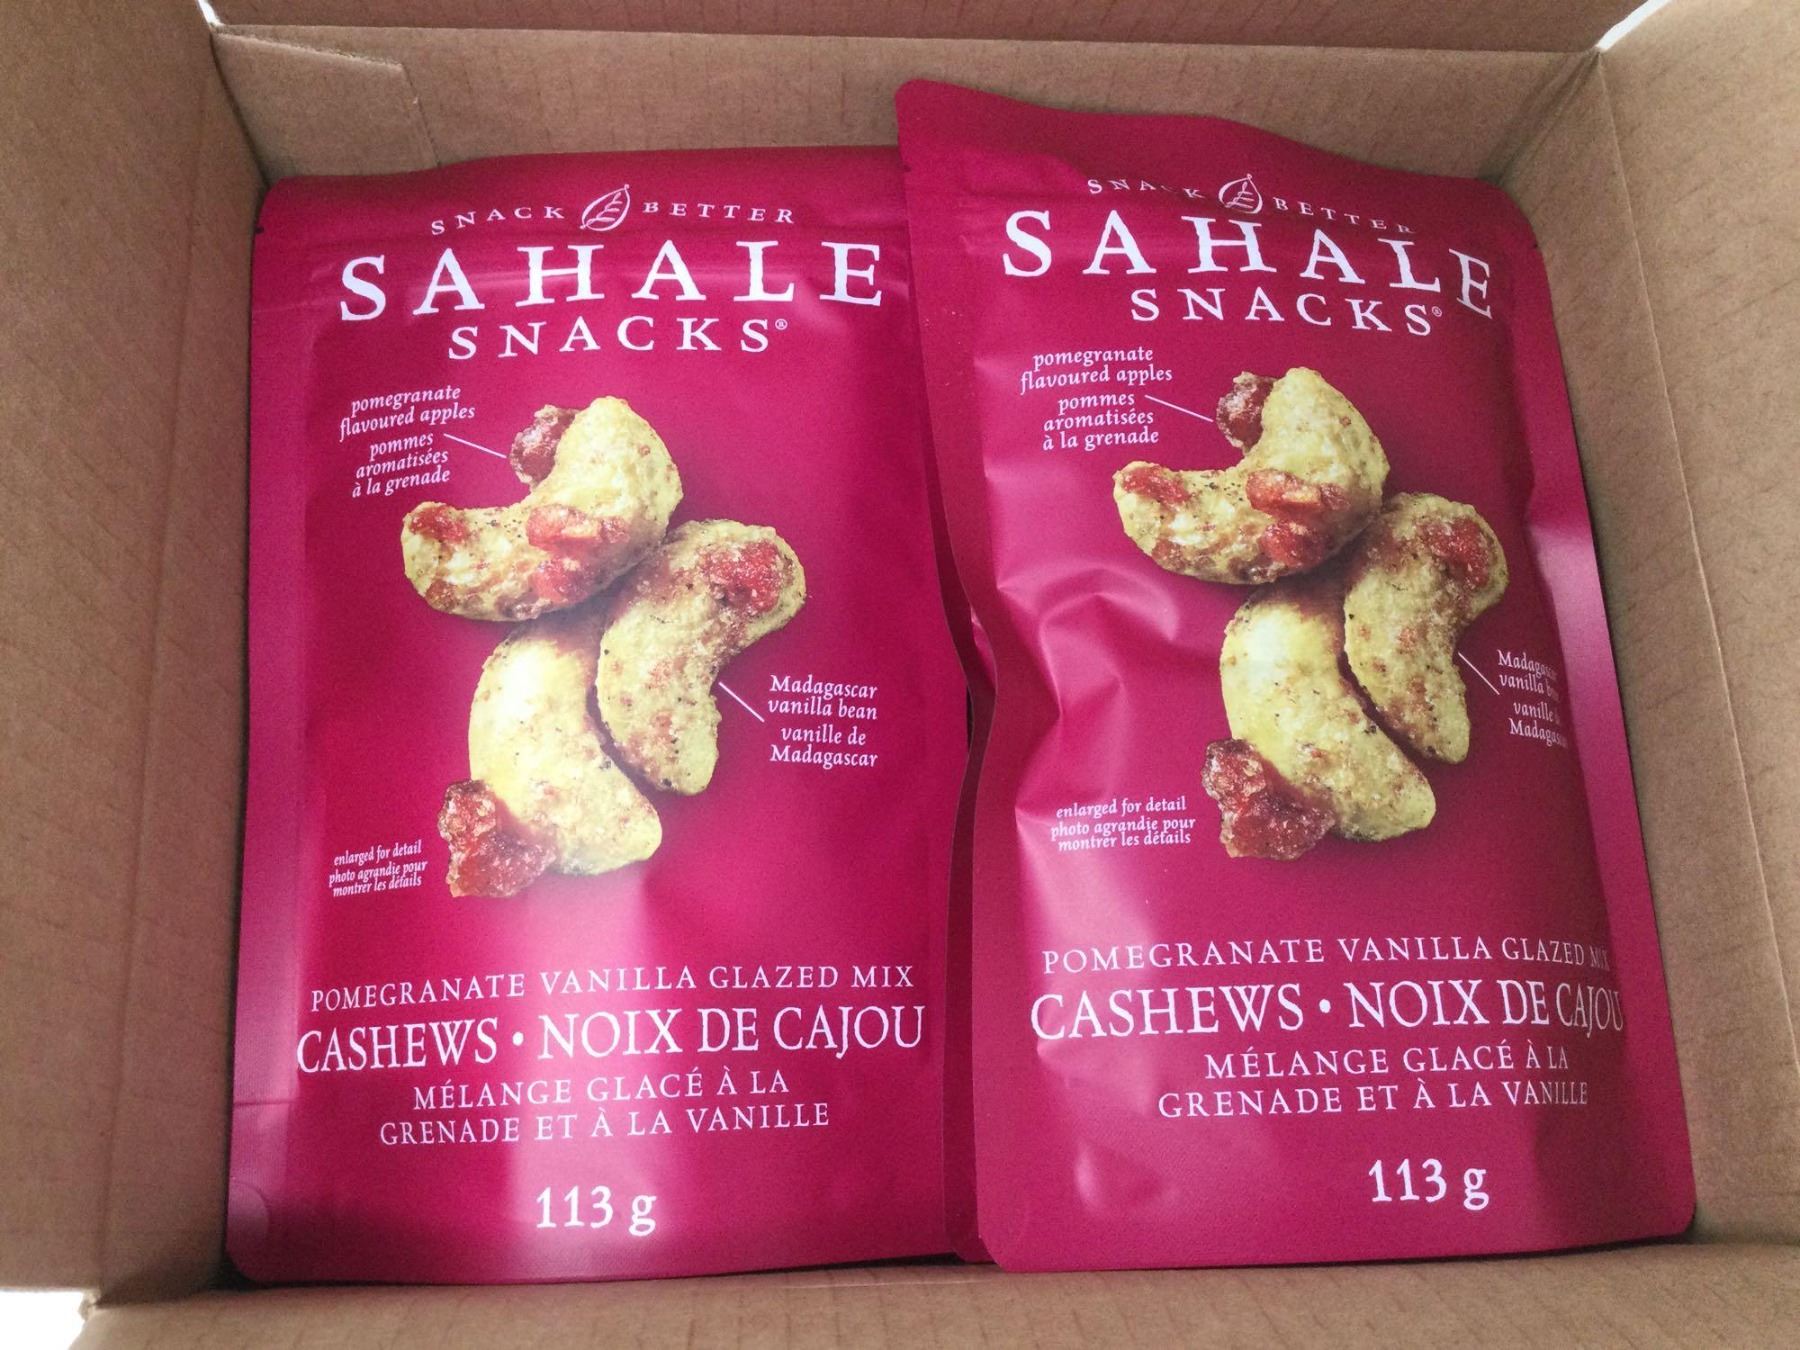 SNACK BETTER
SAHALE
SNACKS®
pomegranate
flavoured apples
pommes
aromatisées
à la grenade
Madagascar
vanilla bean
vanille de
Madagascar
enlarged for detail
photo agrandie pour
montrer les détails
POMEGRANATE VANILLA GLAZED MIX
CASHEWS • NOIX DE CAJOU
MÉLANGE GLACÉ À LA
GRENADE ET À LA VANILLE
113 g
SNACK BETTER
SAHALE
SNACKS®
pomegranate
flavoured apples
pommes
aromatisées
à la grenade
vanilla
vanille
enlarged for detail
photo agrandie pour
montrer les détails
POMEGRANATE VANILLA GLAZED MIX
CASHEWS • NOIX DE CAJOU
MÉLANGE GLACÉ À LA
GRENADE ET À LA VANILLE
113 g